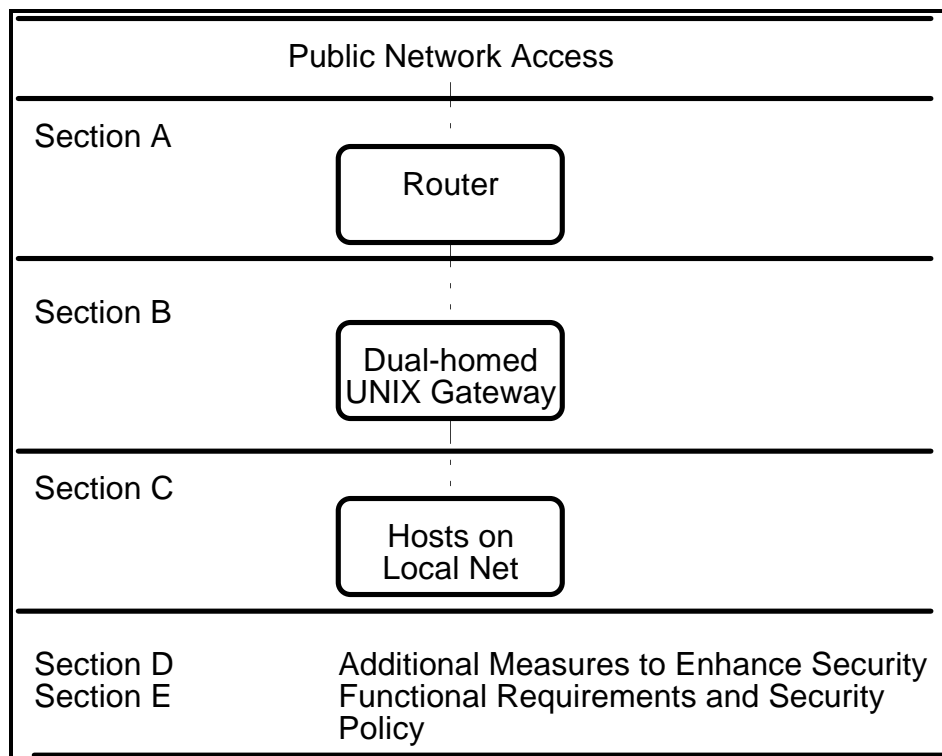 Public Network Access
Section A
Router
Section B
Dual-homed
UNIX Gateway
Section C
Hosts on
Local Net
Section D Additional Measures to Enhance Security
Section E Functional Requirements and Security
Policy